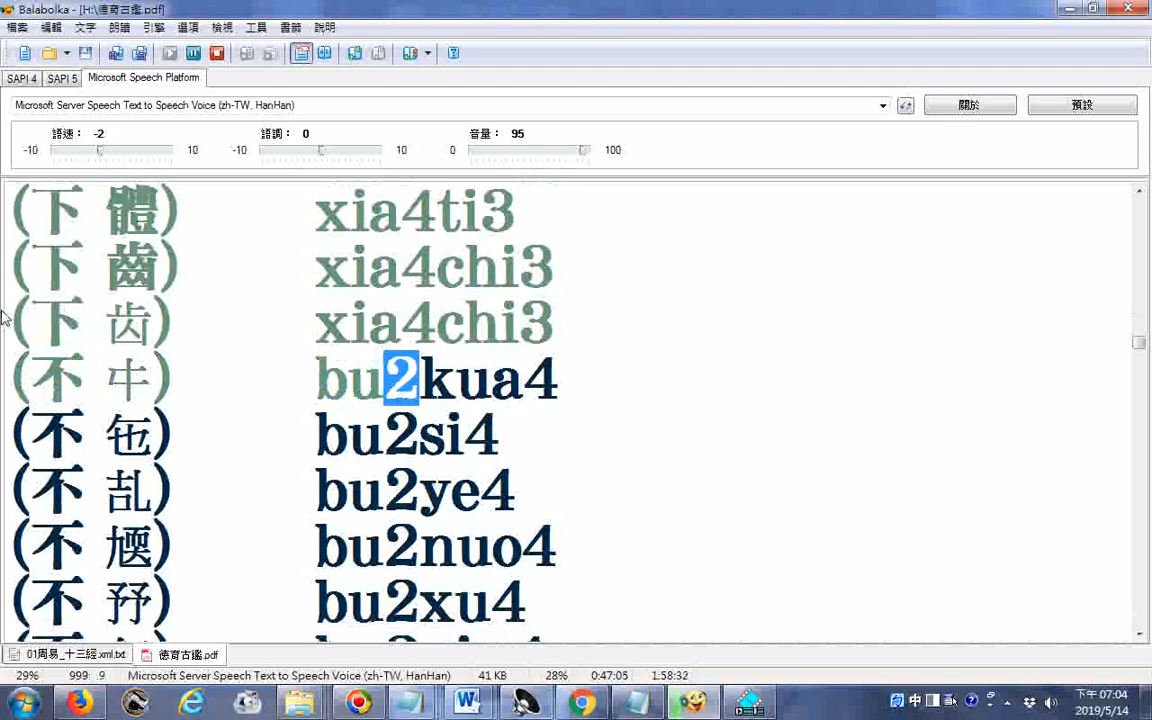 Balabolka - [H:\德育古鑑.pdf]
檔案 編輯 文字 朗讀 引擎 選項 檢視 工具 書籤 說明
SAPI 4 SAPI 5 Microsoft Speech Platform
Microsoft Server Speech Text to Speech Voice (zh-TW, HanHan) 關於 預設
語速： -2 語調： 0 音量： 95
-10 10 -10 10 0 100
(下 體) xia4ti3
(下 齒) xia4chi3
(下 齿) xia4chi3
(不 㐄) bu2kua4
(不 ) bu2si4
(不 ) bu2ye4
(不 㛂) bu2nuo4
(不 ) bu2xu4
01周易_十三經.xml.txt 德育古鑑.pdf
29% 999: 9 Microsoft Server Speech Text to Speech Voice (zh-TW, HanHan) 41 KB 28% 0:47:05 1:58:32
中
下午 07:04
2019/5/14